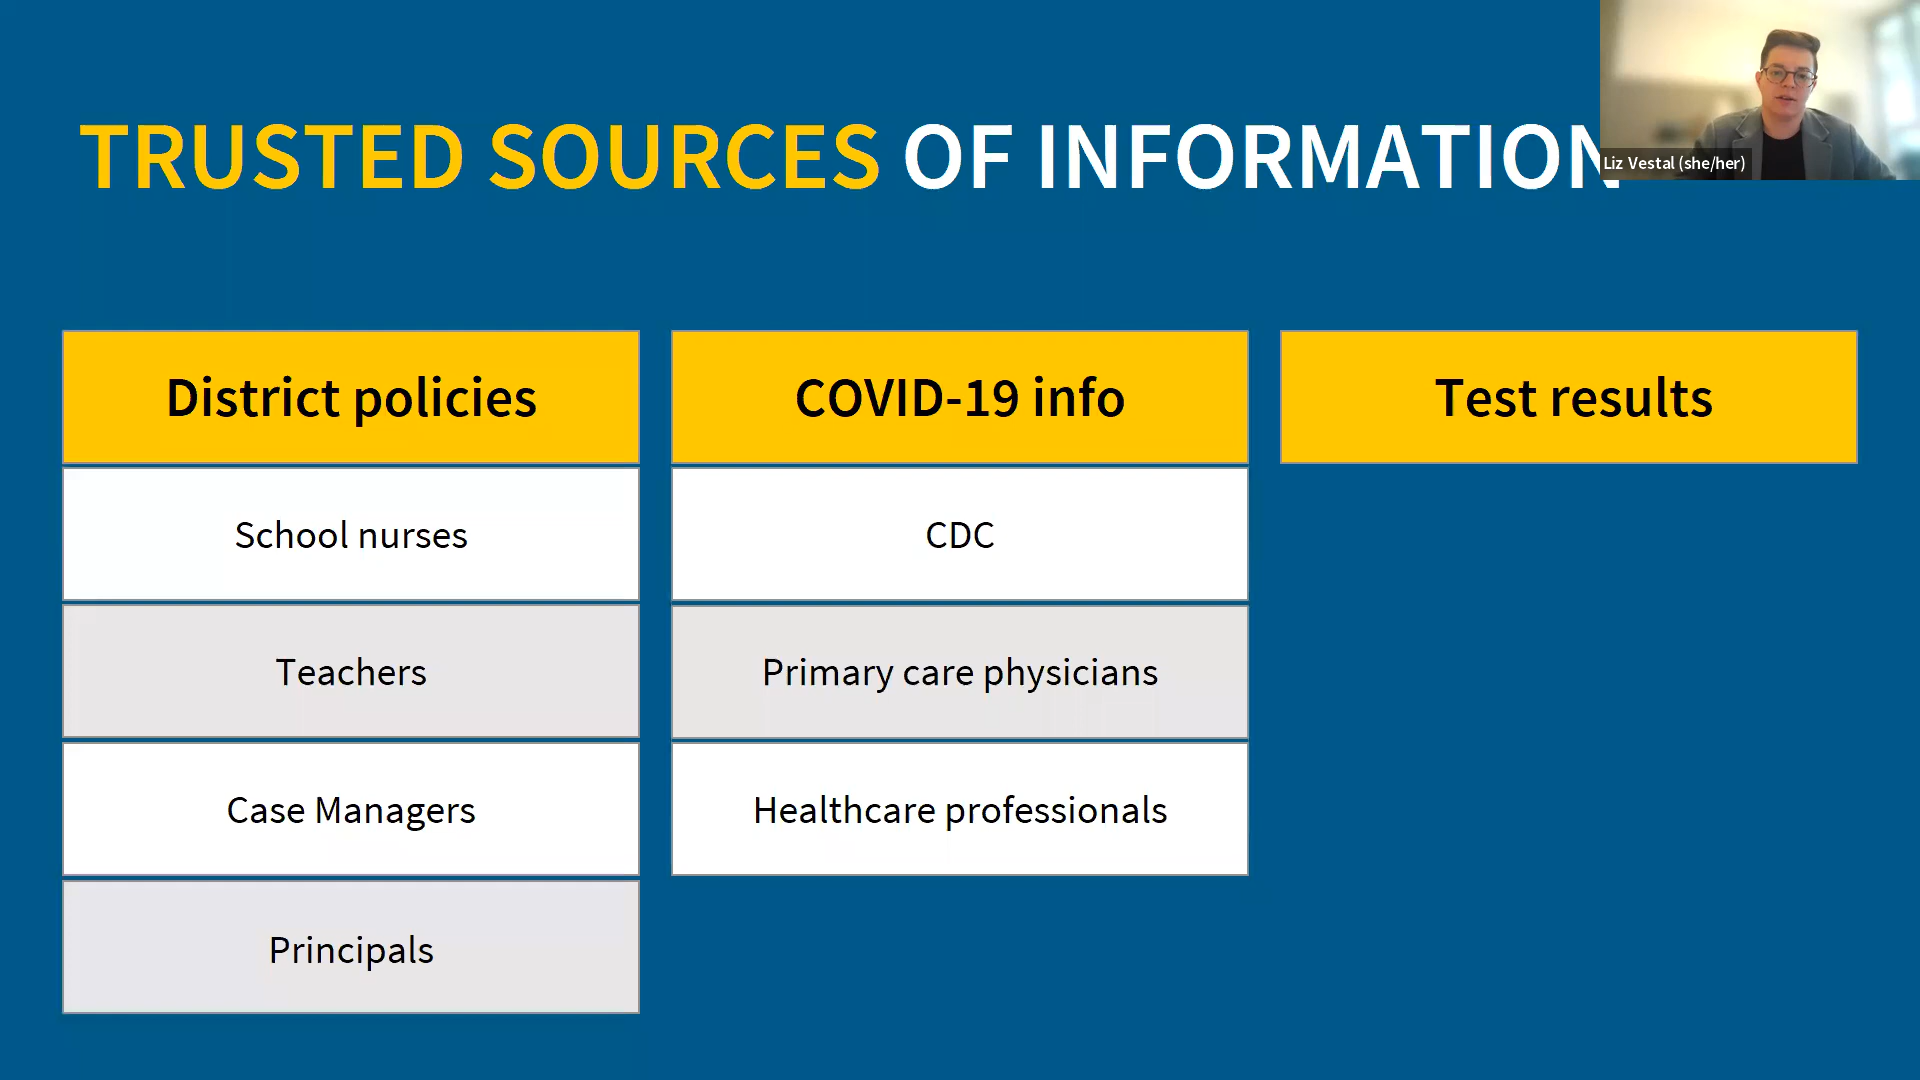 TRUSTED SOURCES OF INFORMATION
Liz Vestal (she/her)
District policies
School nurses
Teachers
Case Managers
Principals
COVID-19 info
CDC
Primary care physicians
Healthcare professionals
Test results